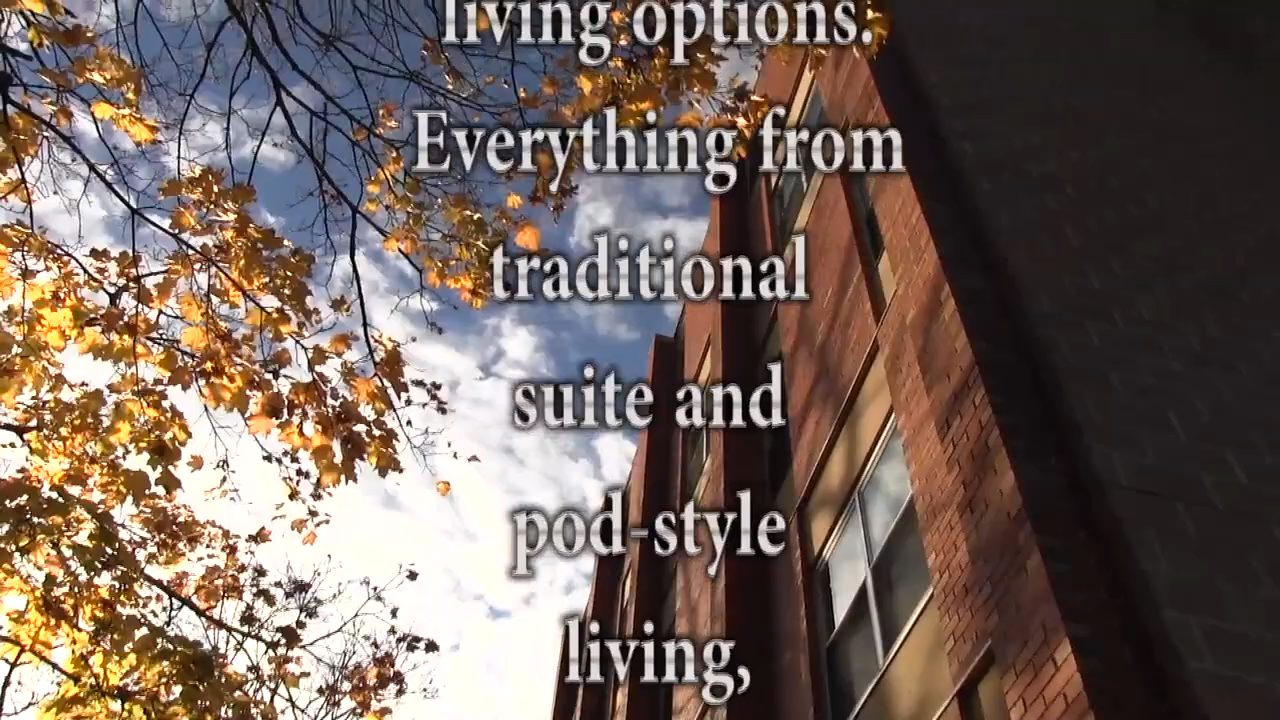 living options.
Everything from
traditional
suite and
pod-style
living,